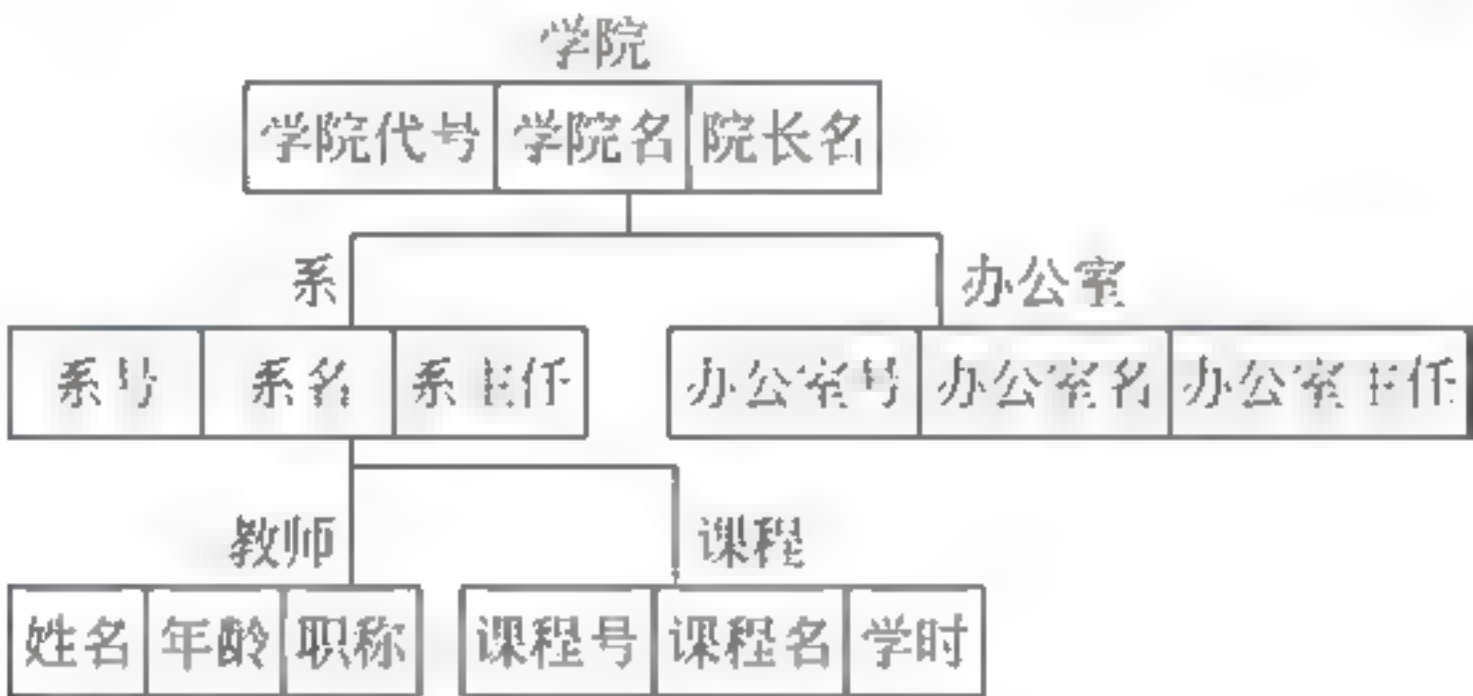 学院
学院代号 学院名 院长名
系 办公室
系号 系名 系主任 办公室号 办公室名 办公室主任
教师 课程
姓名 年龄 职称 课程号 课程名 学时